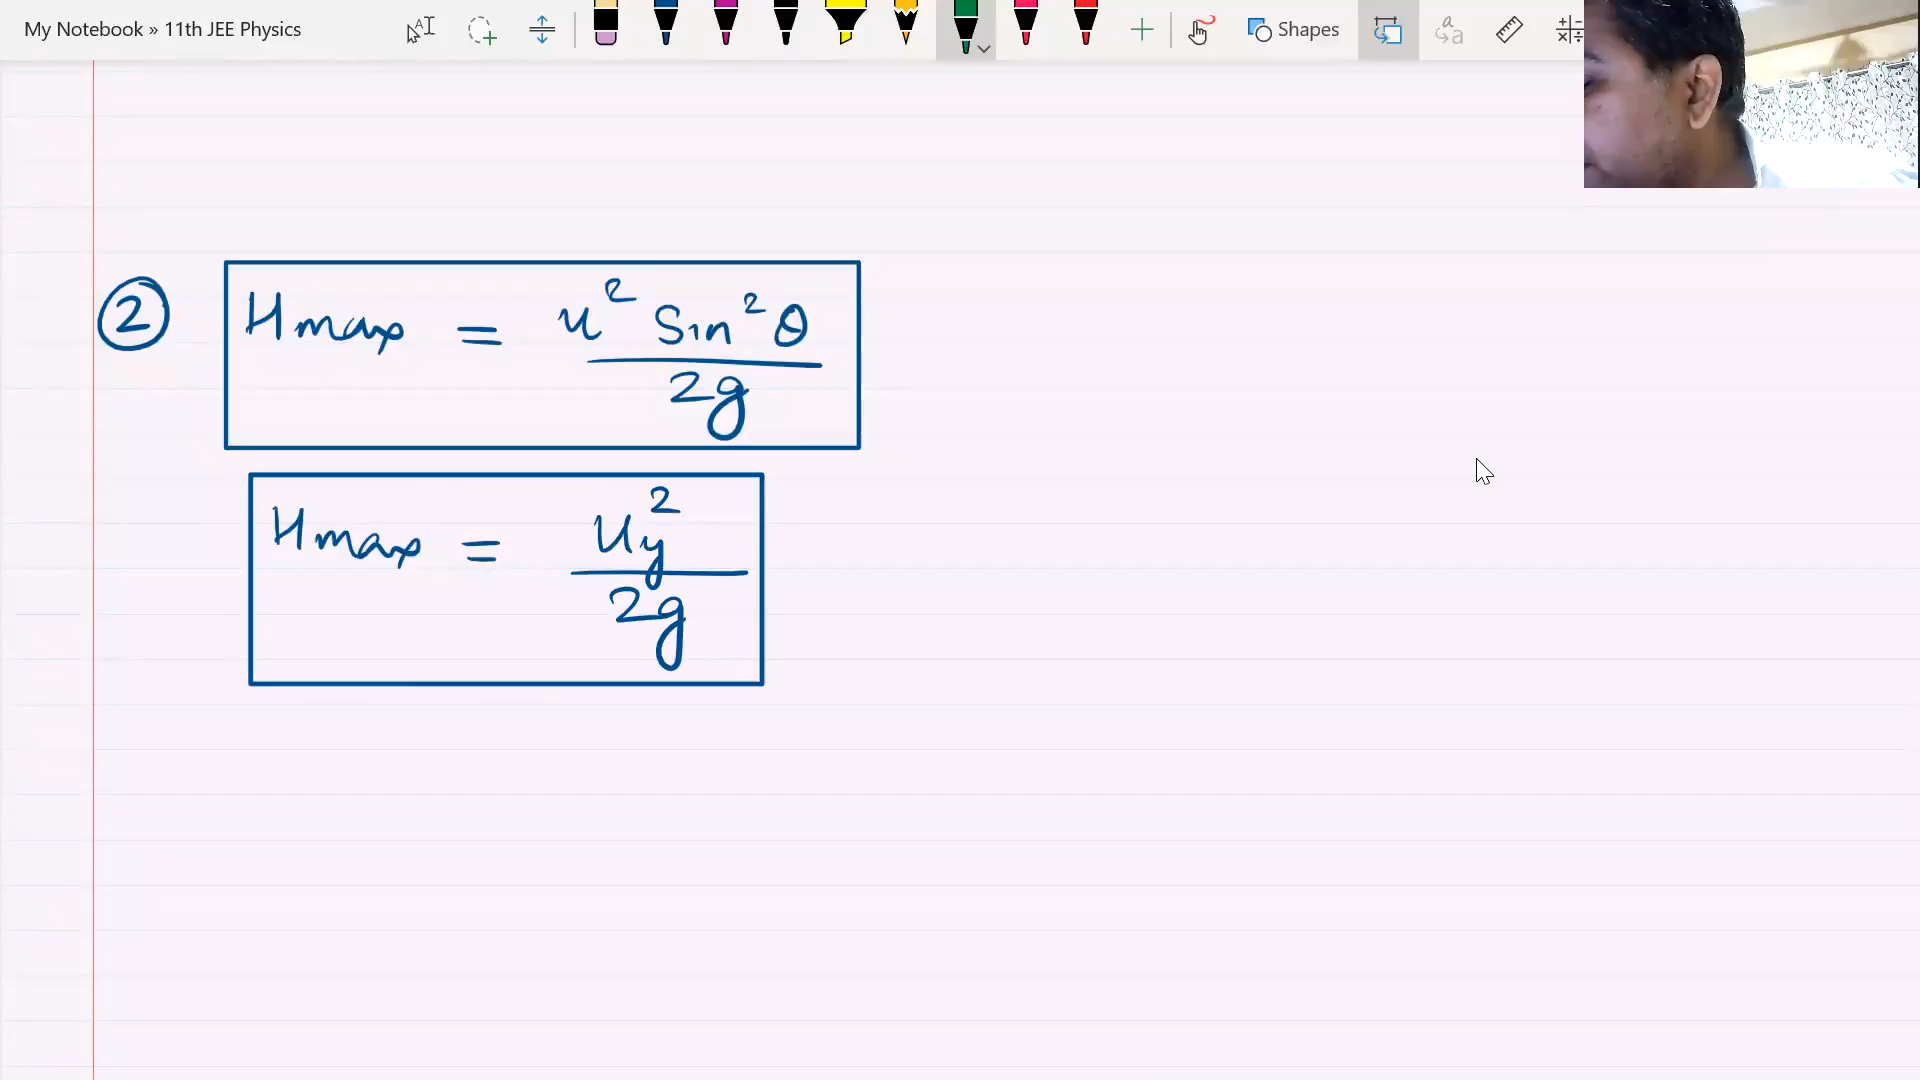 My Notebook » 11th JEE Physics
Shapes
② Hmax = u² Sin²θ / 2g
Hmax = Uy² / 2g